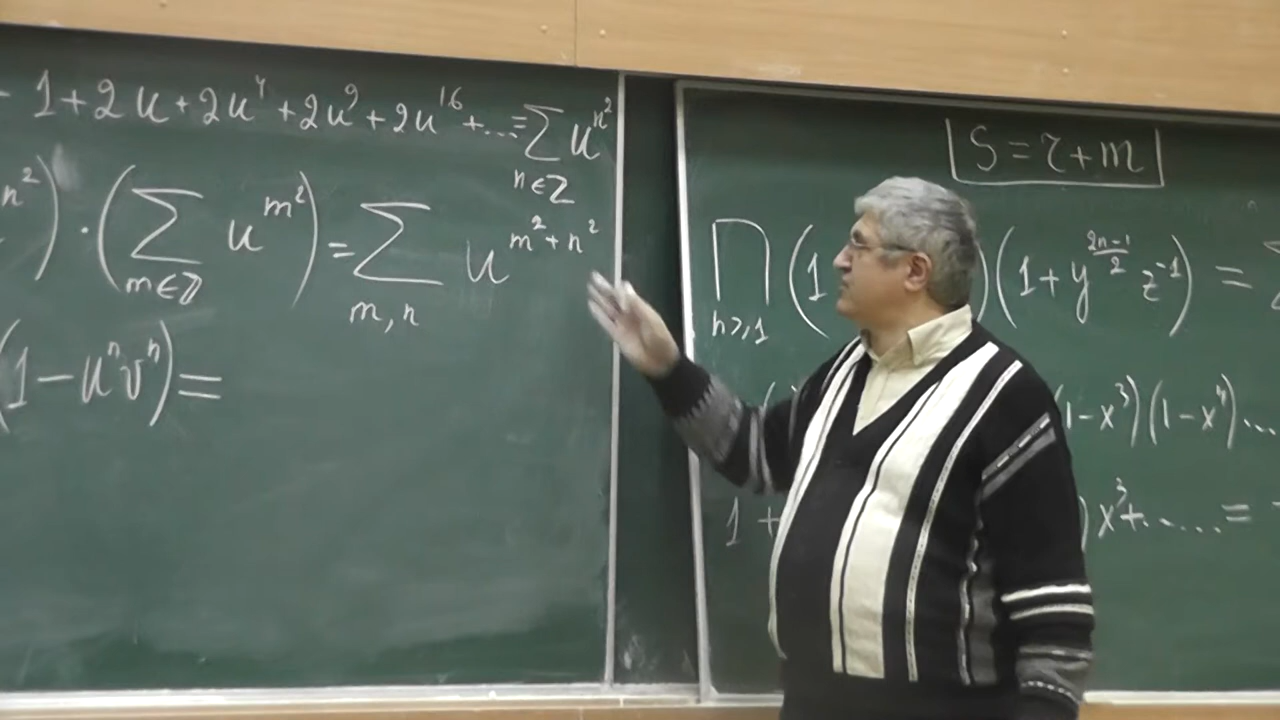 1+2u+2u⁴+2u⁹+2u¹⁶+...=∑ u^{n²}
n∈ℤ
n²)·(∑ u^{m²})=∑ u^{m²+n²}
m∈ℤ m,n
(1-uⁿvⁿ)=
S=τ+m
∏ (1 )(1+y^{\frac{2n-1}{2}} z⁻¹) =
n⩾1
1-x³)(1-x⁴)...
1+ )x³+......=